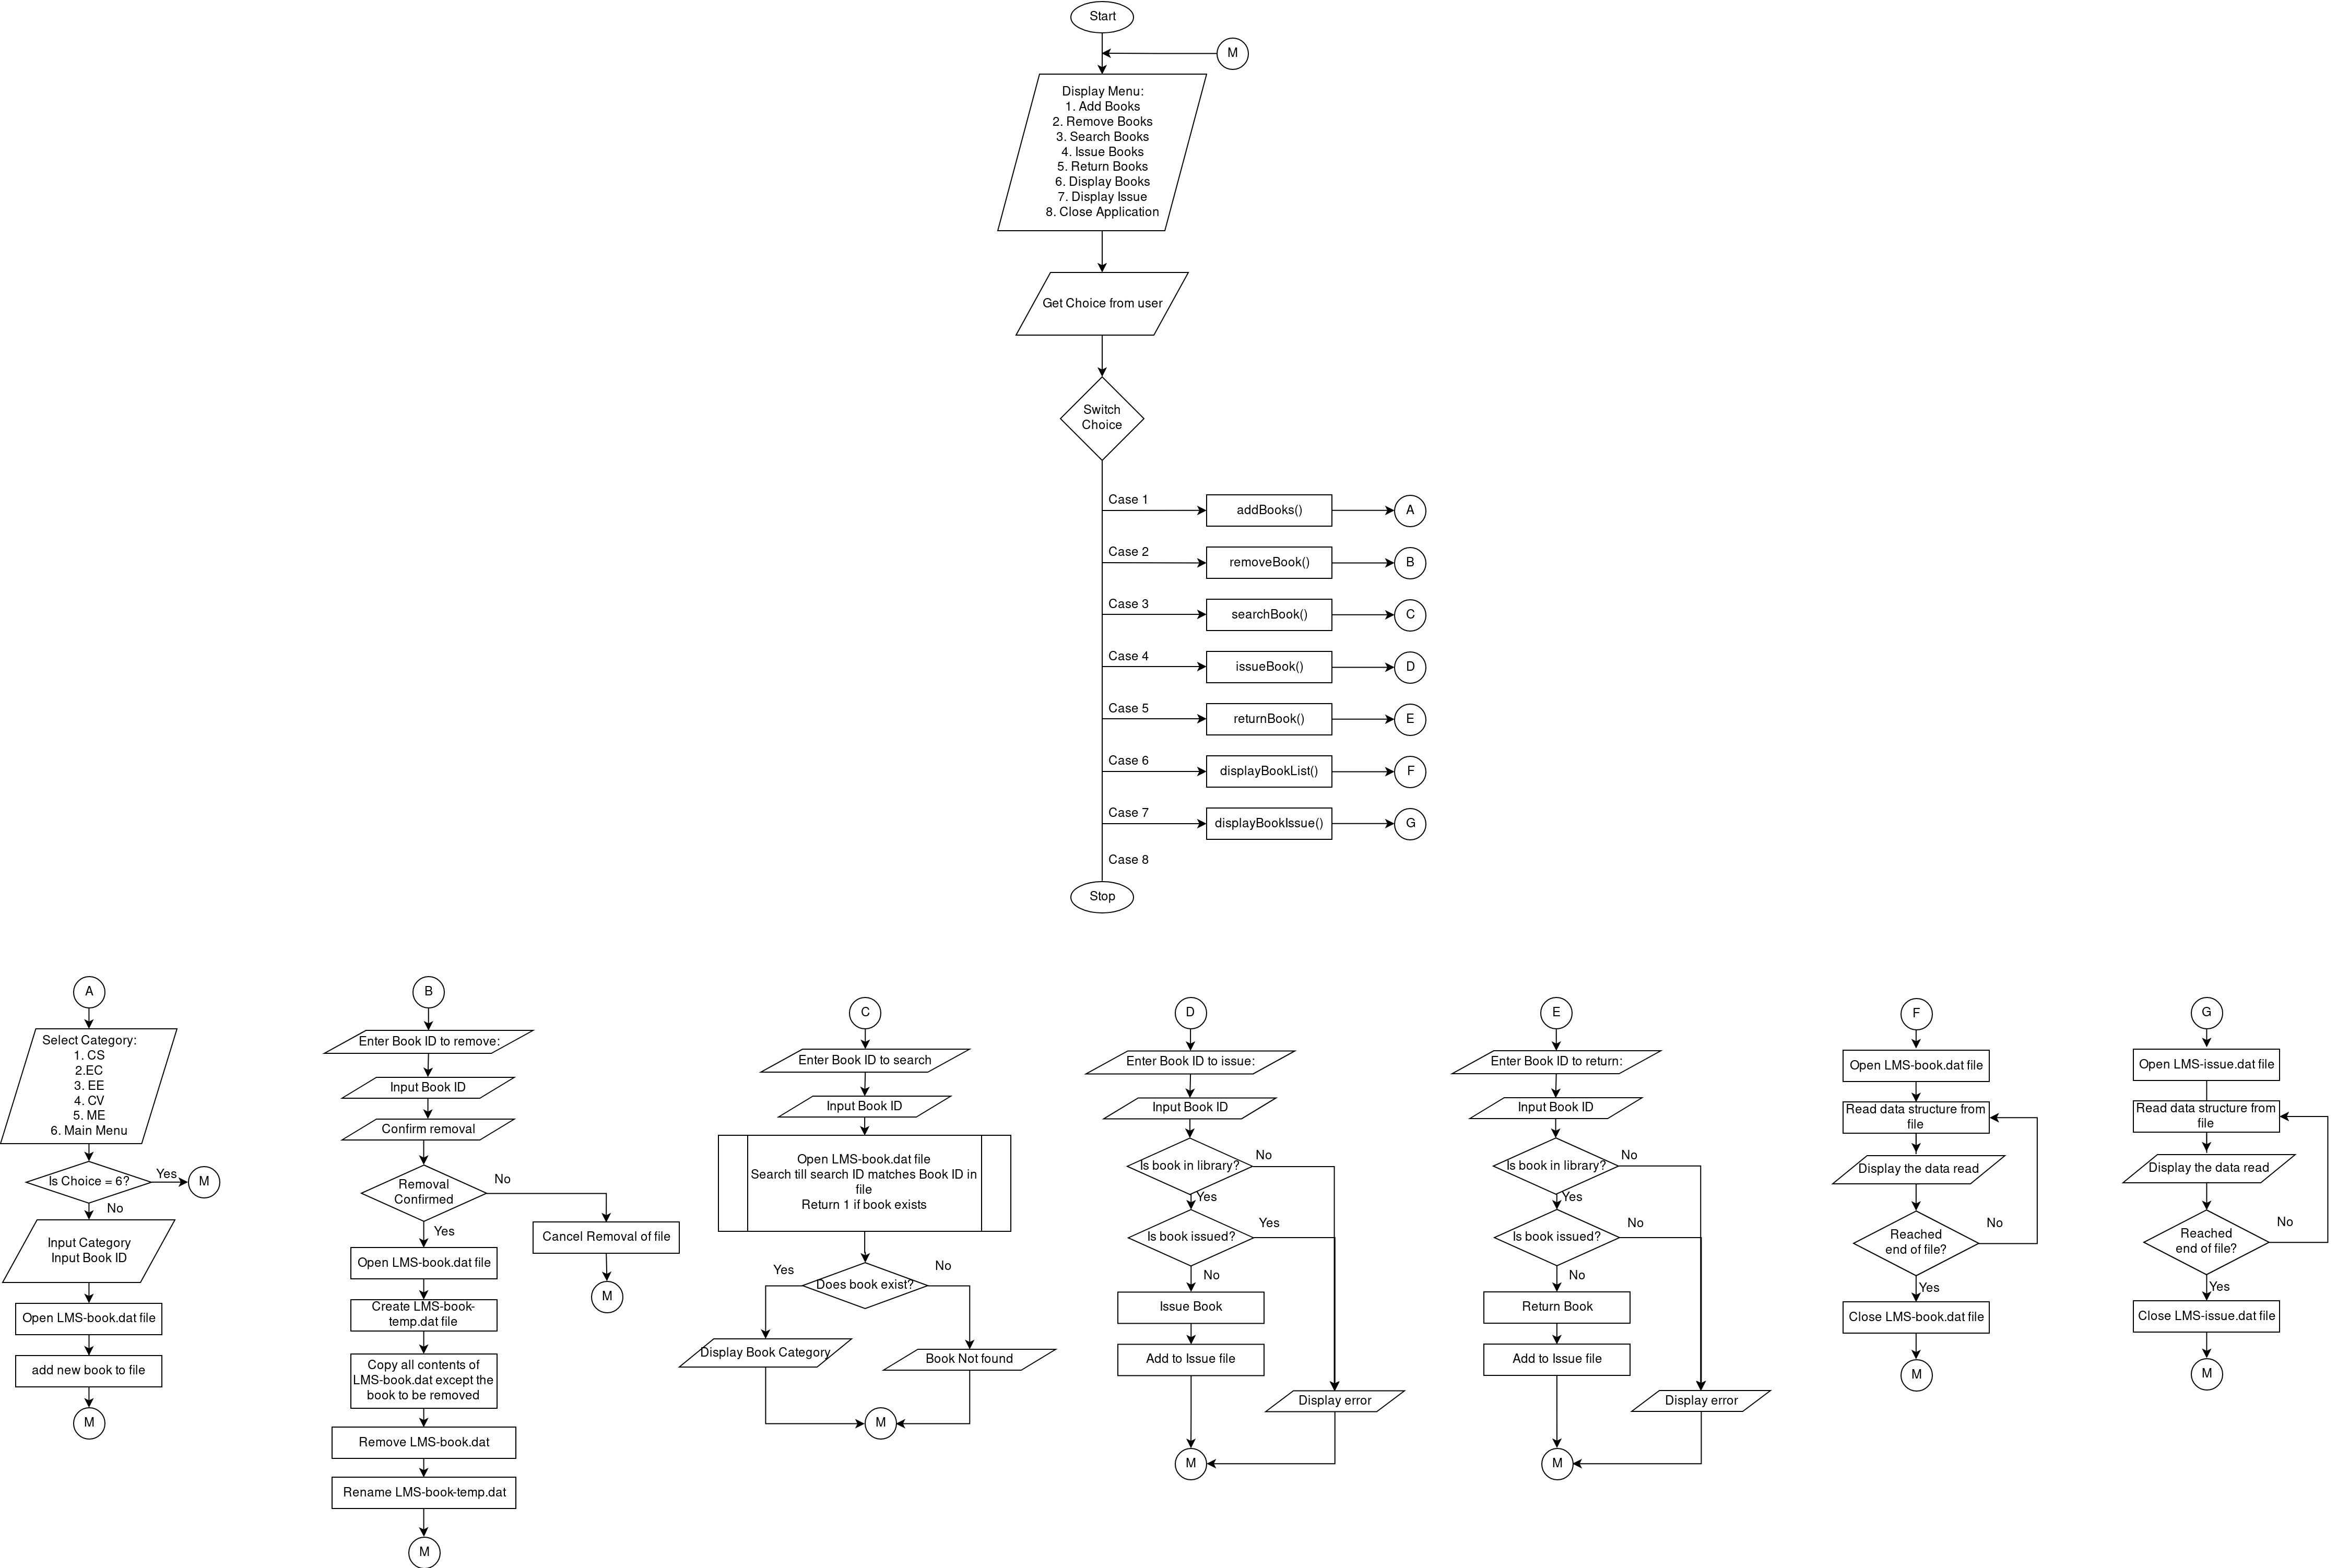 Start
M
Display Menu:
1. Add Books
2. Remove Books
3. Search Books
4. Issue Books
5. Return Books
6. Display Books
7. Display Issue
8. Close Application
Get Choice from user
Switch
Choice
Case 1
addBooks()
A
Case 2
removeBook()
B
Case 3
searchBook()
C
Case 4
issueBook()
D
Case 5
returnBook()
E
Case 6
displayBookList()
F
Case 7
displayBookIssue()
G
Case 8
Stop
A
Select Category:
1. CS
2.EC
3. EE
4. CV
5. ME
6. Main Menu
Is Choice = 6?
Yes
M
No
Input Category
Input Book ID
Open LMS-book.dat file
add new book to file
M
B
Enter Book ID to remove:
Input Book ID
Confirm removal
Removal
Confirmed
No
Yes
Cancel Removal of file
M
Open LMS-book.dat file
Create LMS-book-
temp.dat file
Copy all contents of
LMS-book.dat except the
book to be removed
Remove LMS-book.dat
Rename LMS-book-temp.dat
M
C
Enter Book ID to search
Input Book ID
Open LMS-book.dat file
Search till search ID matches Book ID in
file
Return 1 if book exists
Does book exist?
Yes
No
Display Book Category
Book Not found
M
D
Enter Book ID to issue:
Input Book ID
Is book in library?
No
Yes
Is book issued?
Yes
No
Issue Book
Add to Issue file
Display error
M
E
Enter Book ID to return:
Input Book ID
Is book in library?
No
Yes
Is book issued?
No
No
Return Book
Add to Issue file
Display error
M
F
Open LMS-book.dat file
Read data structure from
file
Display the data read
Reached
end of file?
No
Yes
Close LMS-book.dat file
M
G
Open LMS-issue.dat file
Read data structure from
file
Display the data read
Reached
end of file?
No
Yes
Close LMS-issue.dat file
M